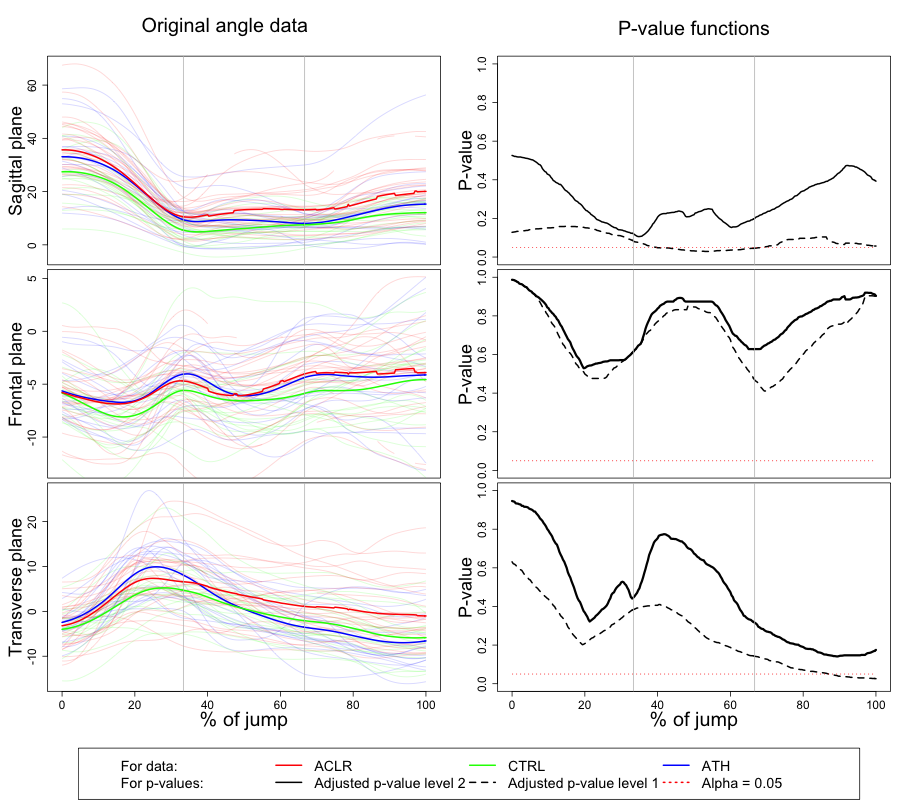 Original angle data
P-value functions
Sagittal plane
0 20 40 60
P-value
0.0 0.2 0.4 0.6 0.8 1.0
Frontal plane
-10 -5 0 5
P-value
0.0 0.2 0.4 0.6 0.8 1.0
Transverse plane
-10 0 10 20
P-value
0.0 0.2 0.4 0.6 0.8 1.0
0 20 40 60 80 100
0 20 40 60 80 100
% of jump
% of jump
For data: ACLR CTRL ATH
For p-values: Adjusted p-value level 2 Adjusted p-value level 1 Alpha = 0.05